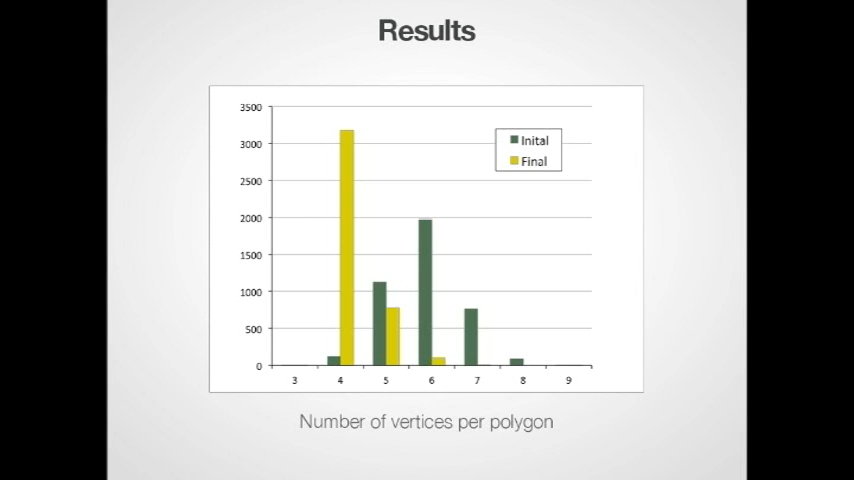 Results
3500
3000
2500
2000
1500
1000
500
0
Inital
Final
3 4 5 6 7 8 9
Number of vertices per polygon